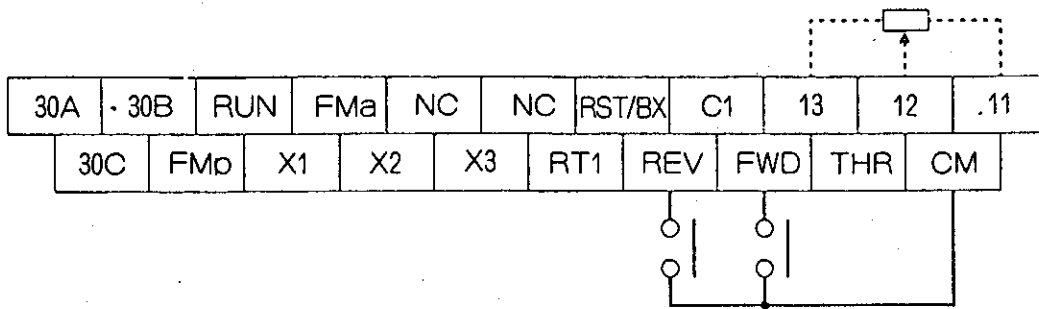 30A · 30B RUN FMa NC NC RST/BX C1 13 12 .11
30C FMp X1 X2 X3 RT1 REV FWD THR CM